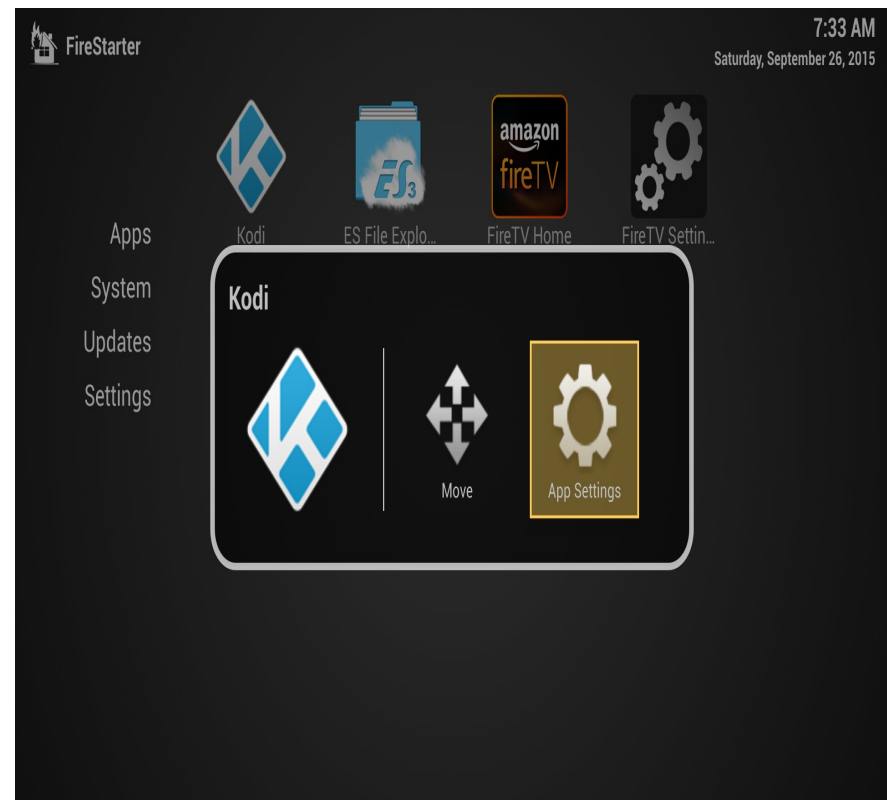 FireStarter
7:33 AM
Saturday, September 26, 2015
amazon
fireTV
ES3
Kodi
ES File Explo...
FireTV Home
FireTV Settin...
Apps
System
Updates
Settings
Kodi
Move
App Settings